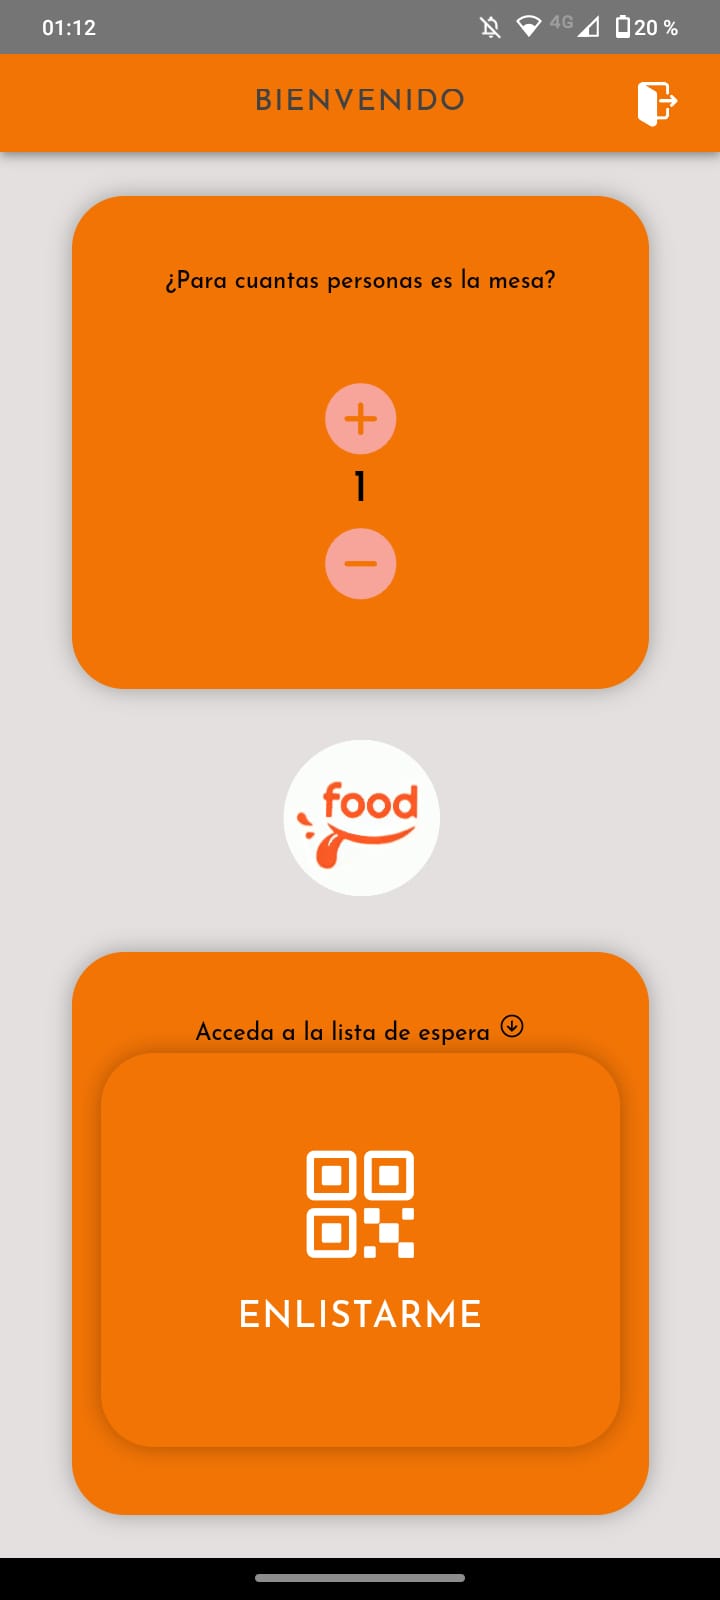 01:12
4G
20 %
BIENVENIDO
¿Para cuantas personas es la mesa?
1
food
Acceda a la lista de espera
ENLISTARME